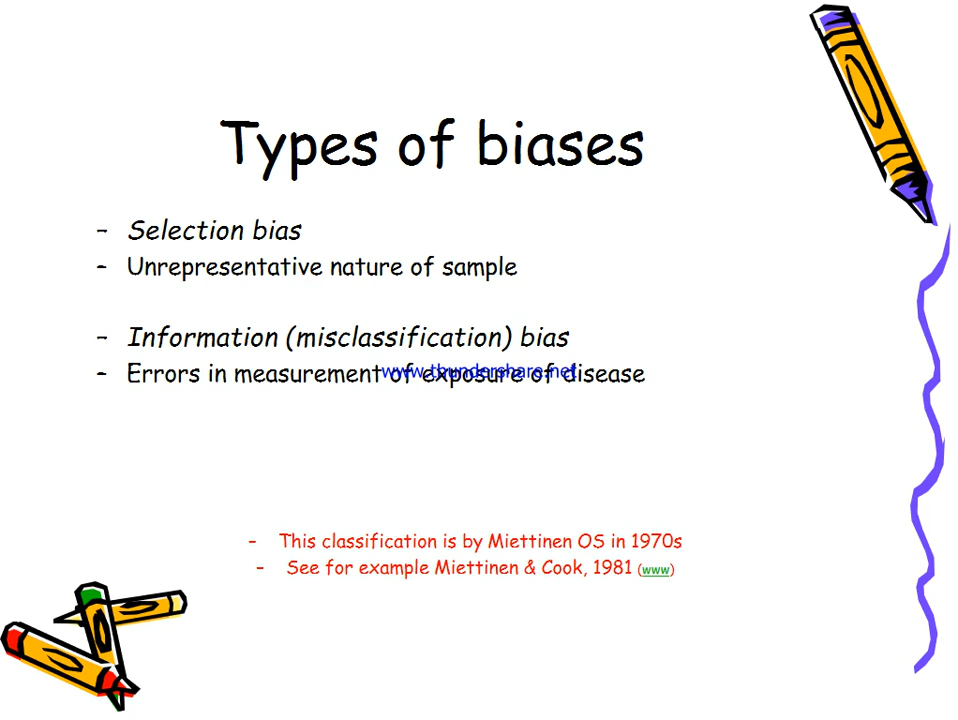 Types of biases
– Selection bias
– Unrepresentative nature of sample
– Information (misclassification) bias
– Errors in measurement of exposure of disease
www.thundershare.net
– This classification is by Miettinen OS in 1970s
– See for example Miettinen & Cook, 1981 (www)